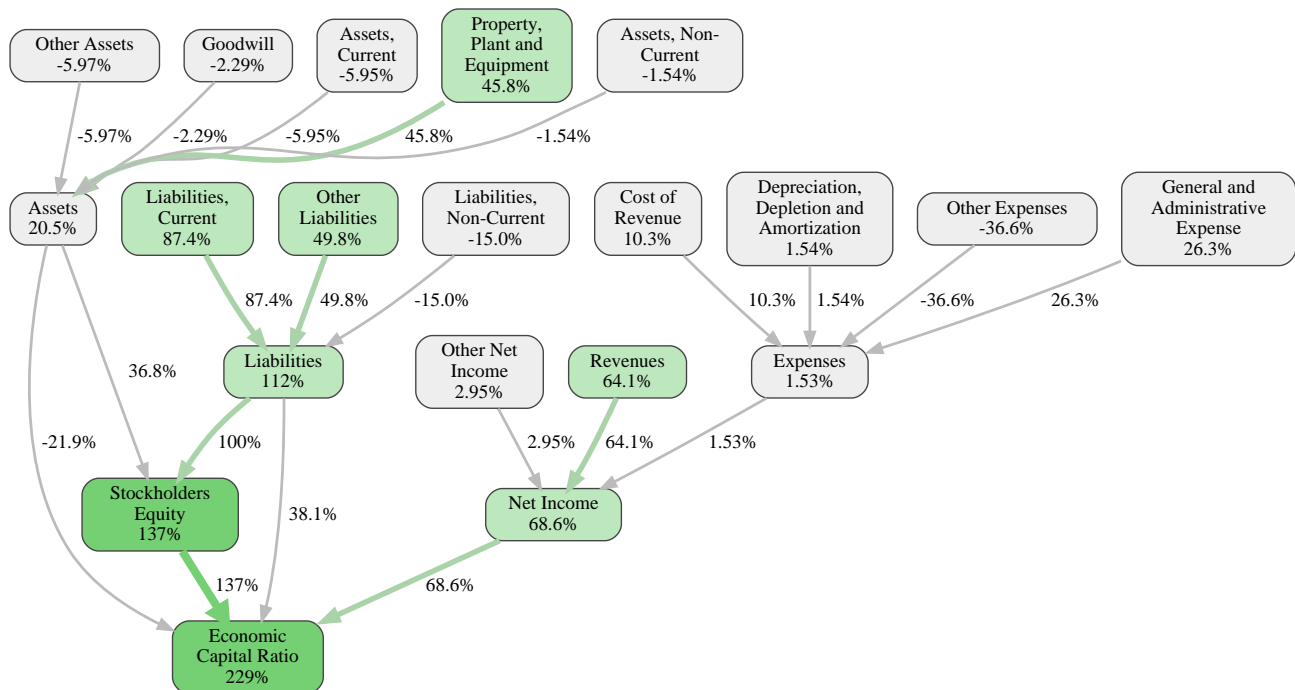 Other Assets
-5.97%
Goodwill
-2.29%
Assets,
Current
-5.95%
Property,
Plant and
Equipment
45.8%
Assets, Non-
Current
-1.54%
-5.97%
-2.29%
-5.95%
45.8%
-1.54%
Assets
20.5%
Liabilities,
Current
87.4%
Other
Liabilities
49.8%
Liabilities,
Non-Current
-15.0%
Cost of
Revenue
10.3%
Depreciation,
Depletion and
Amortization
1.54%
Other Expenses
-36.6%
General and
Administrative
Expense
26.3%
87.4%
49.8%
-15.0%
10.3%
1.54%
-36.6%
26.3%
36.8%
Liabilities
112%
Other Net
Income
2.95%
Revenues
64.1%
Expenses
1.53%
-21.9%
100%
2.95%
64.1%
1.53%
Stockholders
Equity
137%
38.1%
Net Income
68.6%
137%
68.6%
Economic
Capital Ratio
229%